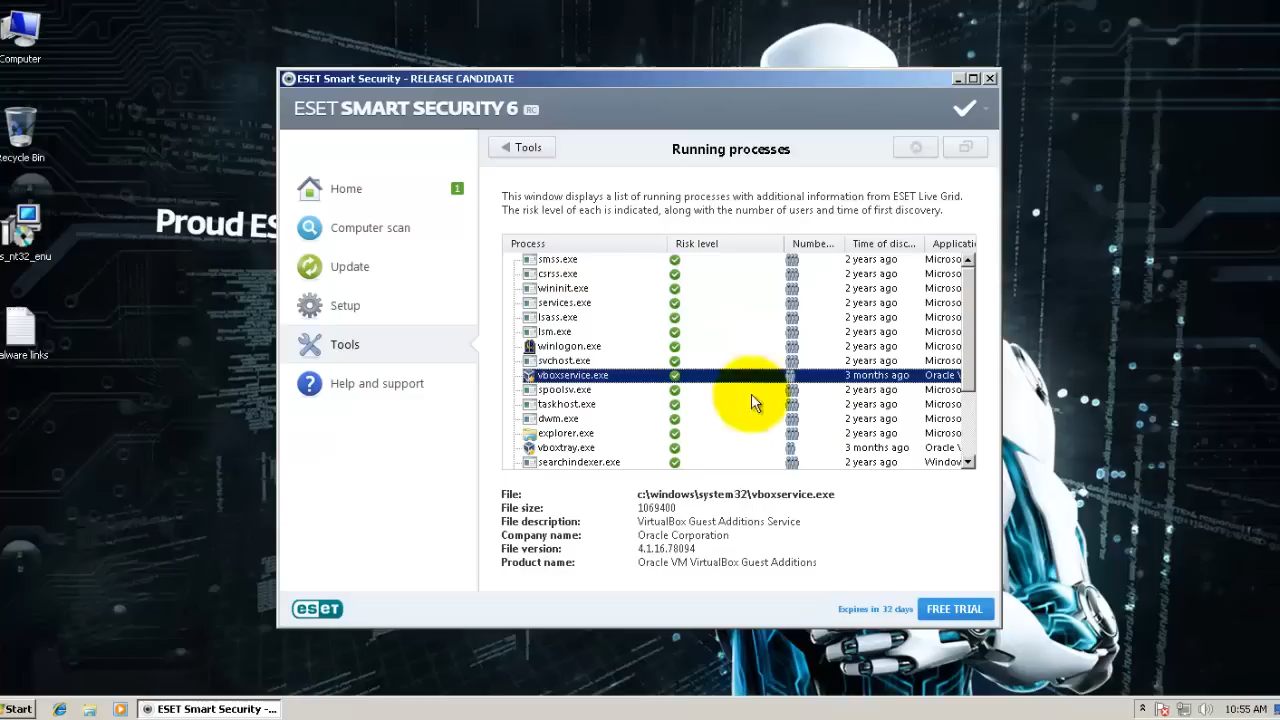 Computer
ecycle Bin
s_nt32_enu
lware links
Proud ES
ESET Smart Security - RELEASE CANDIDATE
ESET SMART SECURITY 6 RC
Home
1
Computer scan
Update
Setup
Tools
Help and support
Tools
Running processes
This window displays a list of running processes with additional information from ESET Live Grid.
The risk level of each is indicated, along with the number of users and time of first discovery.
Process Risk level Numbe... Time of disc... Applicati
smss.exe 2 years ago Microso
csrss.exe 2 years ago Microso
wininit.exe 2 years ago Microso
services.exe 2 years ago Microso
lsass.exe 2 years ago Microso
lsm.exe 2 years ago Microso
winlogon.exe 2 years ago Microso
svchost.exe 2 years ago Microso
vboxservice.exe 3 months ago Oracle \
spoolsv.exe 2 years ago Microso
taskhost.exe 2 years ago Microso
dwm.exe 2 years ago Microso
explorer.exe 2 years ago Microso
vboxtray.exe 3 months ago Oracle \
searchindexer.exe 2 years ago Window
File: c:\windows\system32\vboxservice.exe
File size: 1069400
File description: VirtualBox Guest Additions Service
Company name: Oracle Corporation
File version: 4.1.16.78094
Product name: Oracle VM VirtualBox Guest Additions
eset
Expires in 32 days FREE TRIAL
Start
ESET Smart Security -...
10:55 AM